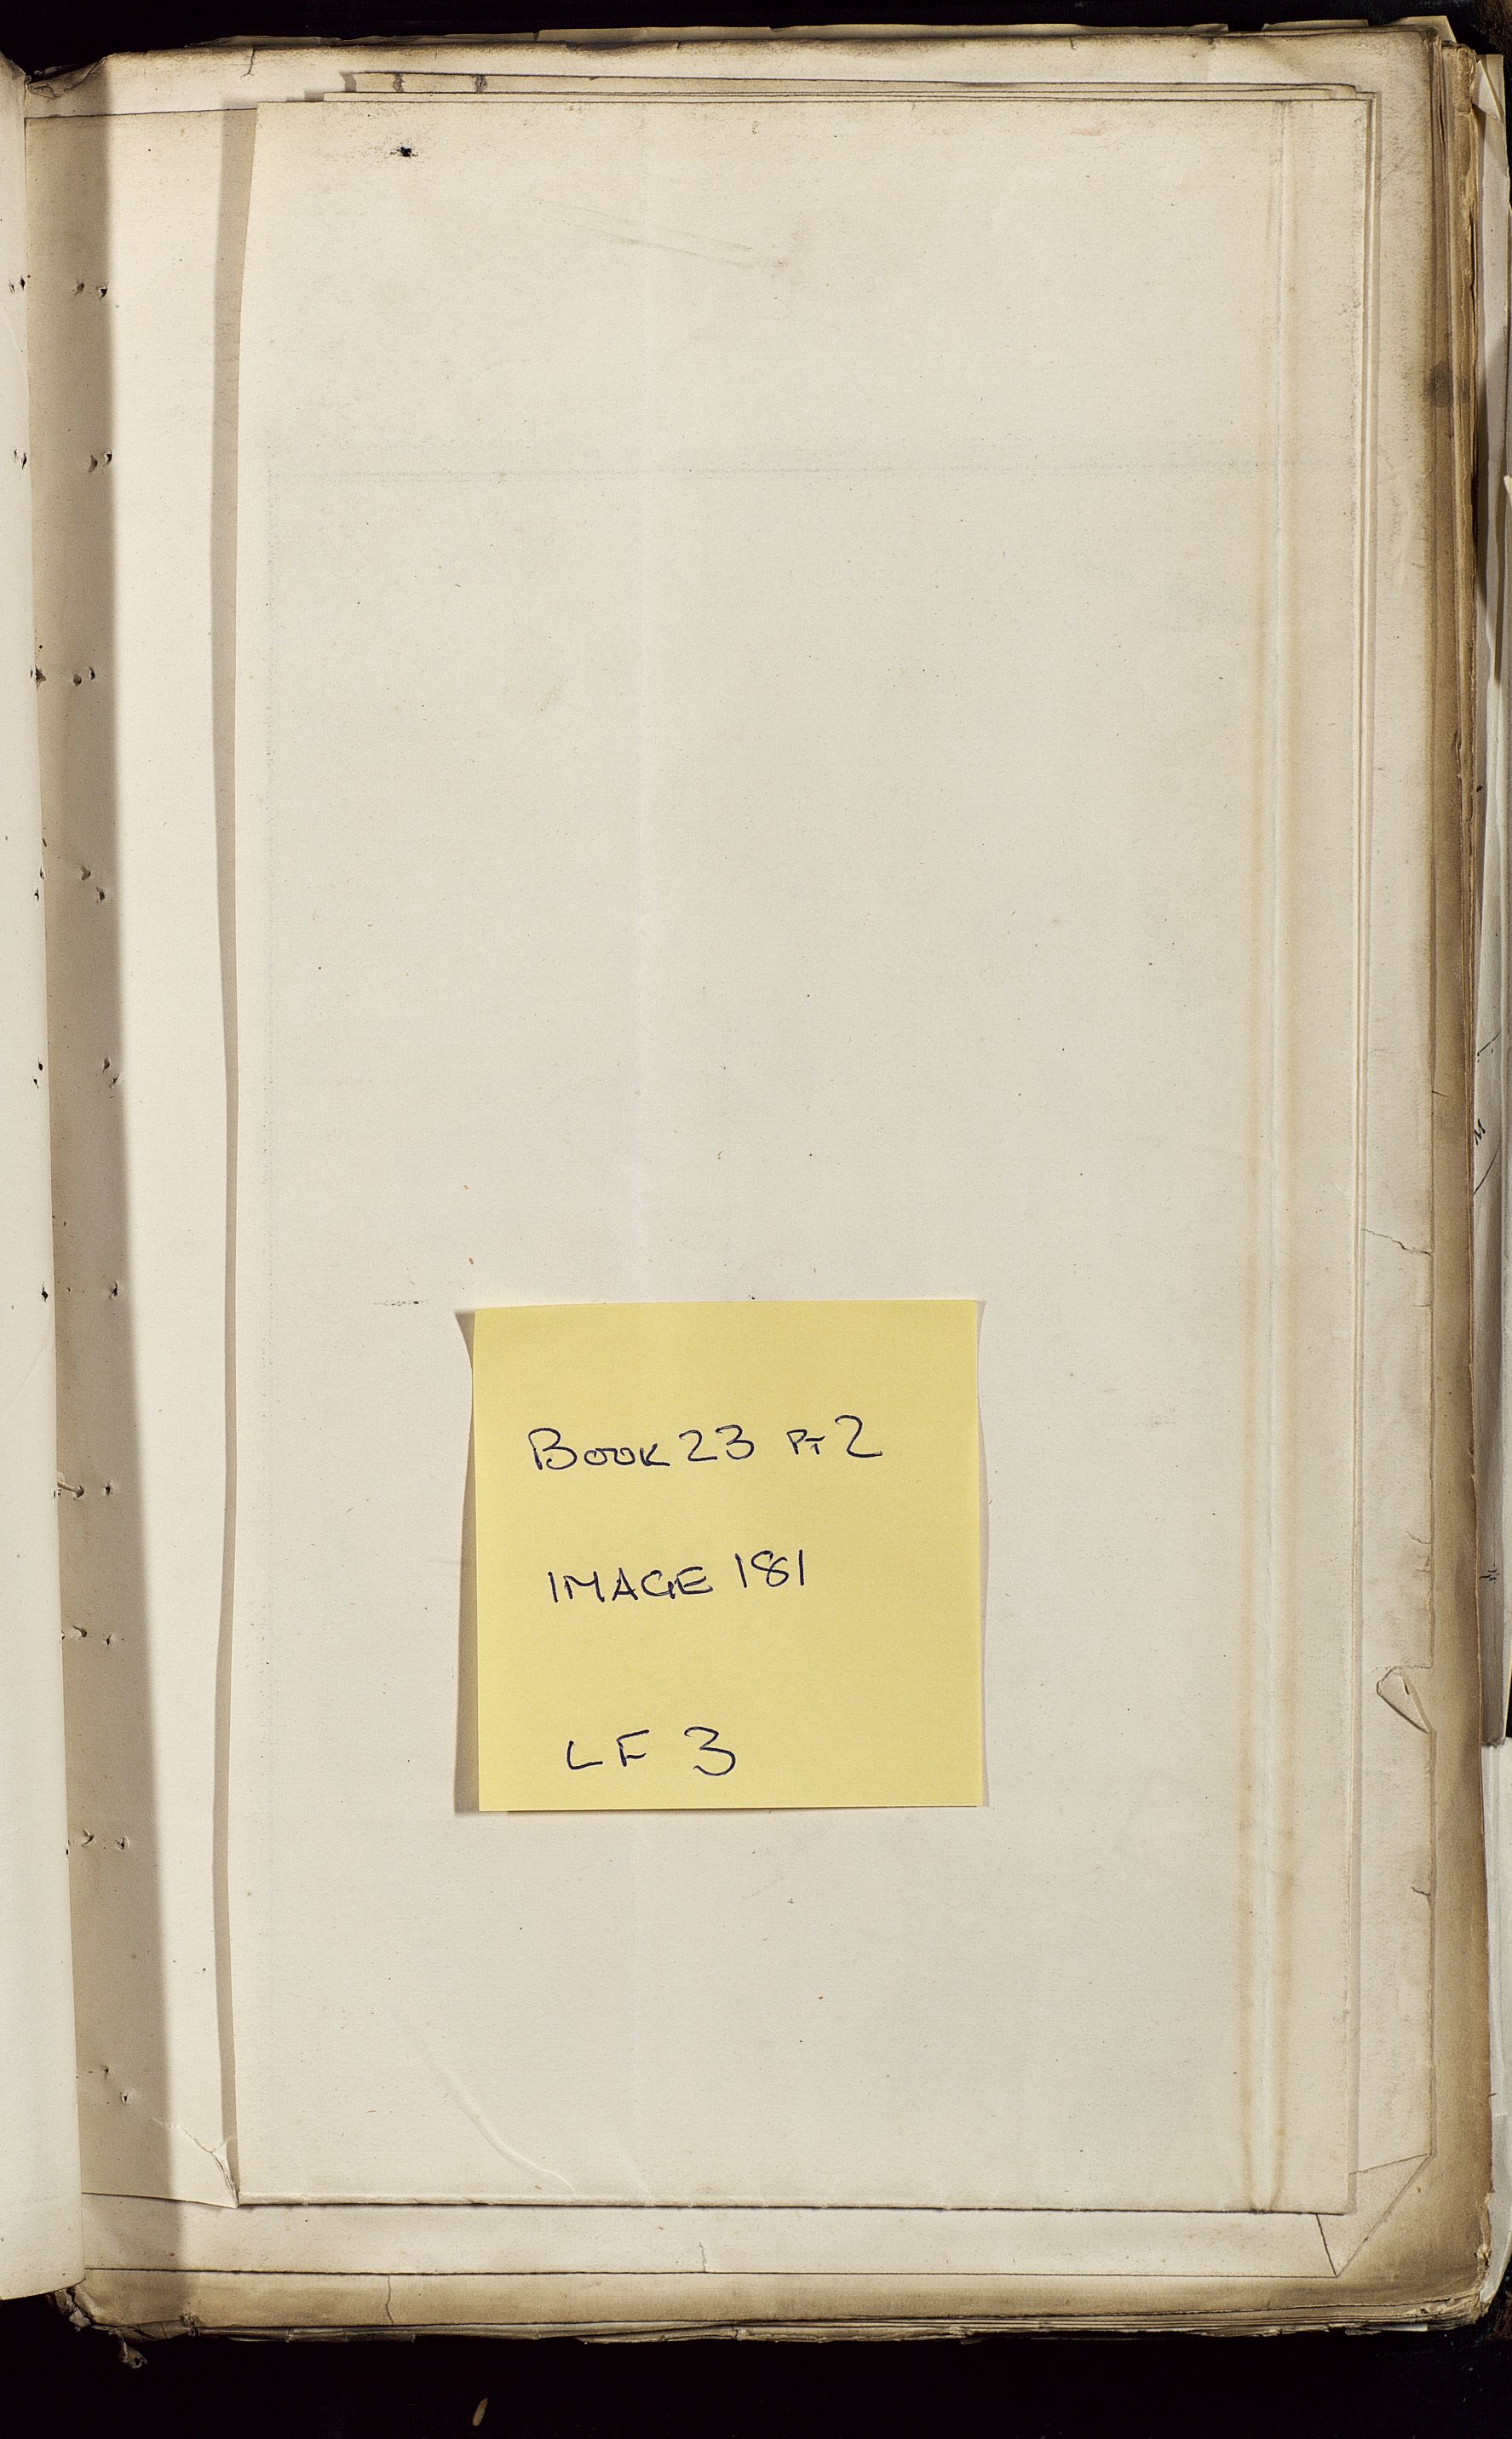 BOOK 23 PT 2
IMAGE 181
LF 3